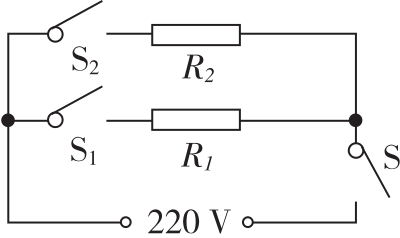 S₂ R₂
S₁ R₁ S
220 V